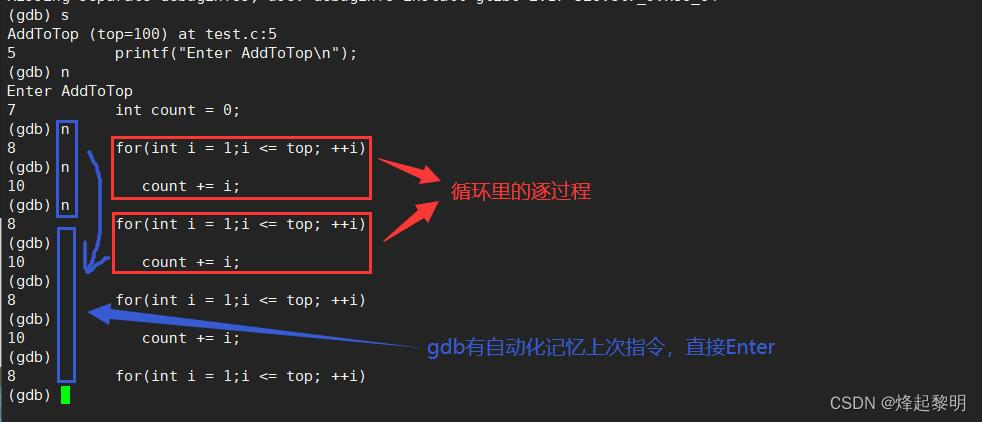 (gdb) s
AddToTop (top=100) at test.c:5
5 printf("Enter AddToTop\n");
(gdb) n
Enter AddToTop
7 int count = 0;
(gdb) n
8 for(int i = 1;i <= top; ++i)
(gdb) n
10 count += i;
(gdb) n
8 for(int i = 1;i <= top; ++i)
(gdb)
10 count += i;
(gdb)
8 for(int i = 1;i <= top; ++i)
(gdb)
10 count += i;
(gdb)
8 for(int i = 1;i <= top; ++i)
(gdb)
循环里的逐过程
gdb有自动化记忆上次指令，直接Enter
CSDN @烽起黎明